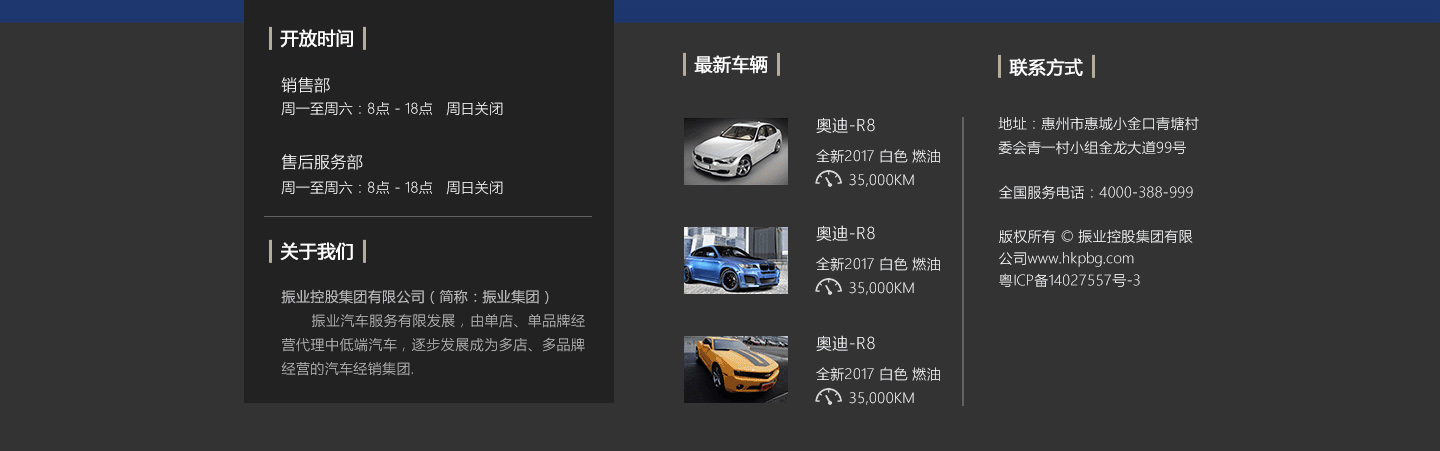 开放时间
销售部
周一至周六：8点 - 18点 周日关闭
售后服务部
周一至周六：8点 - 18点 周日关闭
关于我们
振业控股集团有限公司（简称：振业集团）
振业汽车服务有限发展，由单店、单品牌经
营代理中低端汽车，逐步发展成为多店、多品牌
经营的汽车经销集团.
最新车辆
奥迪-R8
全新2017 白色 燃油
35,000KM
奥迪-R8
全新2017 白色 燃油
35,000KM
奥迪-R8
全新2017 白色 燃油
35,000KM
联系方式
地址：惠州市惠城小金口青塘村
委会青一村小组金龙大道99号
全国服务电话：4000-388-999
版权所有 © 振业控股集团有限
公司www.hkpbg.com
粤ICP备14027557号-3